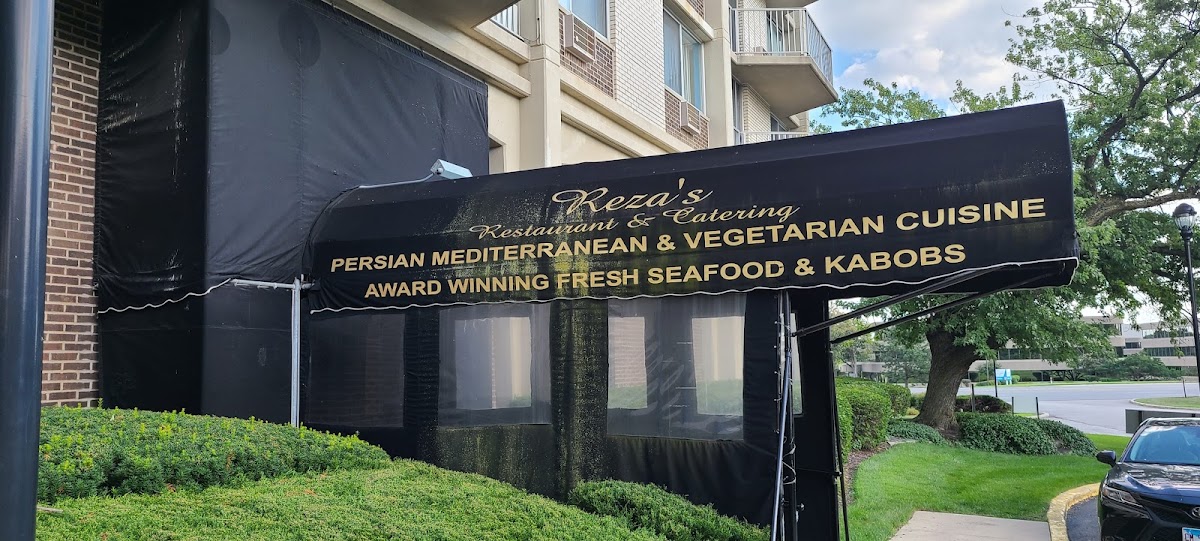 Reza's
Restaurant & Catering
PERSIAN MEDITERRANEAN & VEGETARIAN CUISINE
AWARD WINNING FRESH SEAFOOD & KABOBS